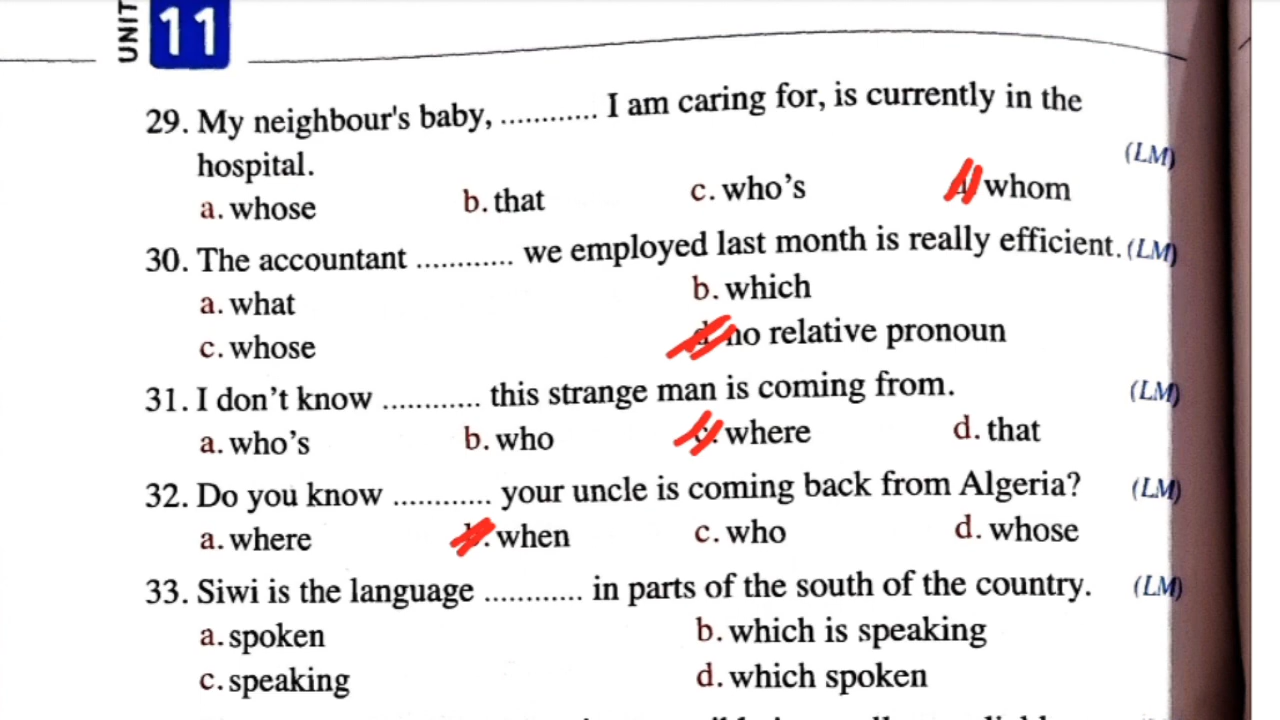 UNIT 11
29. My neighbour's baby, ............ I am caring for, is currently in the
hospital. (LM)
a. whose b. that c. who's whom
30. The accountant ............ we employed last month is really efficient. (LM)
a. what b. which
c. whose d. no relative pronoun
31. I don't know ............ this strange man is coming from. (LM)
a. who's b. who c. where d. that
32. Do you know ............ your uncle is coming back from Algeria? (LM)
a. where b. when c. who d. whose
33. Siwi is the language ............ in parts of the south of the country. (LM)
a. spoken b. which is speaking
c. speaking d. which spoken